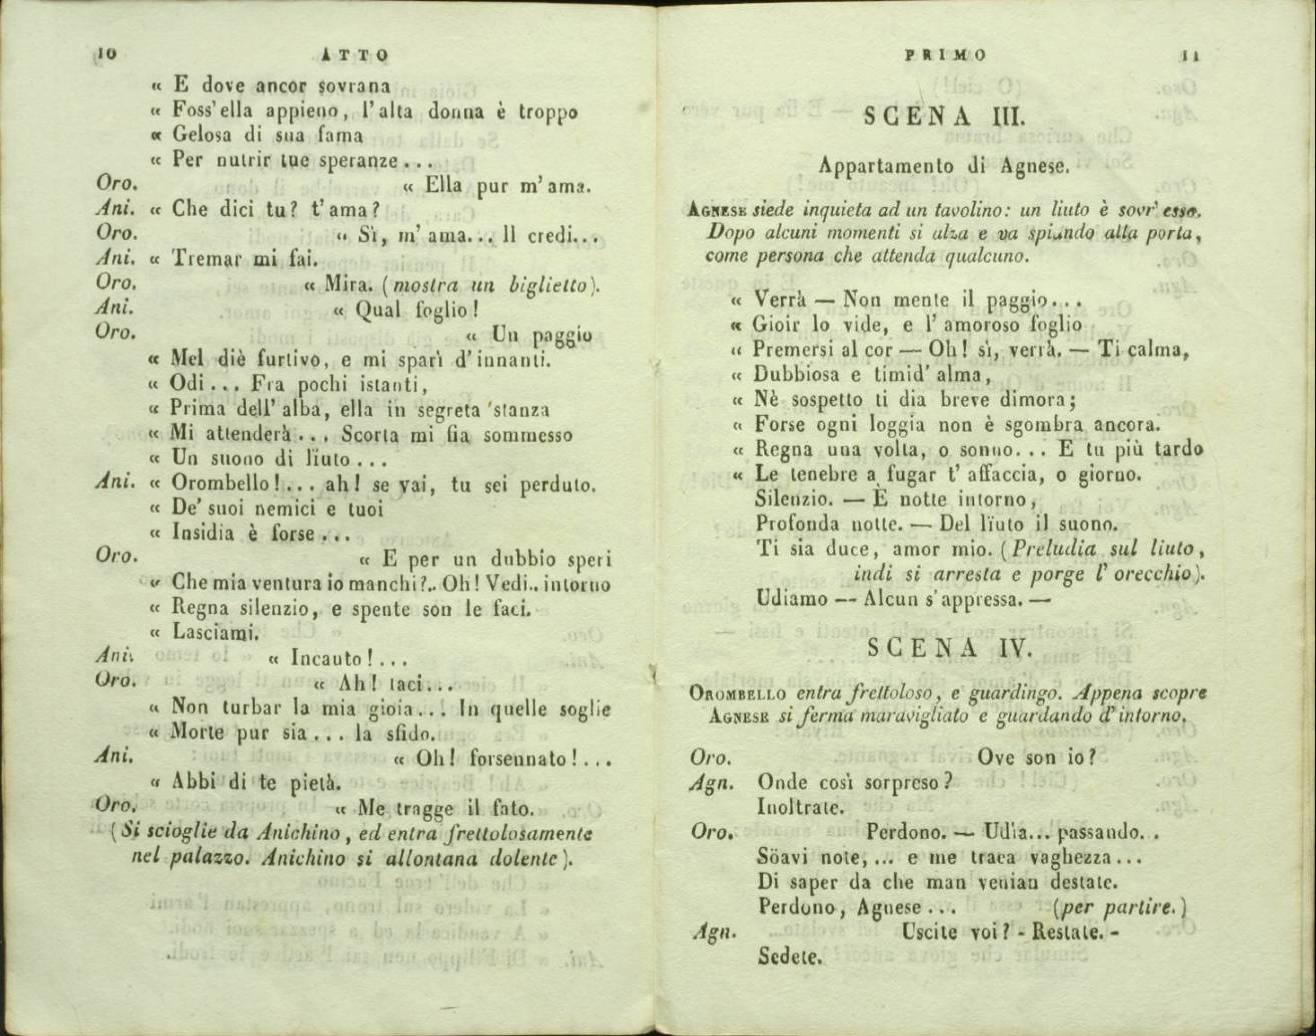 10
ATTO
« E dove ancor sovrana
« Foss' ella appieno, l'alta donna è troppo
« Gelosa di sua fama
« Per nutrir tue speranze...
Oro. « Ella pur m'ama.
Ani. « Che dici tu? t'ama?
Oro. « Sì, m'ama... Il credi...
Ani. « Tremar mi fai.
Oro. « Mira. (mostra un biglietto).
Ani. « Qual foglio!
Oro. « Un paggio
« Mel diè furtivo, e mi sparì d'innanti.
« Odi... Fra pochi istanti,
« Prima dell' alba, ella in segreta stanza
« Mi attenderà... Scorta mi fia sommesso
« Un suono di lïuto...
Ani. « Orombello!... ah! se vai, tu sei perduto.
« De' suoi nemici e tuoi
« Insidia è forse...
Oro. « E per un dubbio speri
« Che mia ventura io manchi?.. Oh! Vedi.. intorno
« Regna silenzio, e spente son le faci.
« Lasciami.
Ani. « Incauto!...
Oro. « Ah! taci...
« Non turbar la mia gioia... In quelle soglie
« Morte pur sia... la sfido.
Ani. « Oh! forsennato!...
« Abbi di te pietà.
Oro. « Me tragge il fato.
(Si scioglie da Anichino, ed entra frettolosamente
nel palazzo. Anichino si allontana dolente).
PRIMO
11
SCENA III.
Appartamento di Agnese.
AGNESE siede inquieta ad un tavolino: un liuto è sovr' esso.
Dopo alcuni momenti si alza e va spiando alla porta,
come persona che attenda qualcuno.
« Verrà — Non mente il paggio...
« Gioir lo vide, e l'amoroso foglio
« Premersi al cor — Oh! sì, verrà. — Ti calma,
« Dubbiosa e timid' alma,
« Nè sospetto ti dia breve dimora;
« Forse ogni loggia non è sgombra ancora.
« Regna una volta, o sonno... E tu più tardo
« Le tenebre a fugar t'affaccia, o giorno.
Silenzio. — È notte intorno,
Profonda notte. — Del lïuto il suono.
Ti sia duce, amor mio. (Preludia sul liuto,
indi si arresta e porge l'orecchio).
Udiamo — Alcun s'appressa. —
SCENA IV.
OROMBELLO entra frettoloso, e guardingo. Appena scopre
AGNESE si ferma maravigliato e guardando d'intorno.
Oro. Ove son io?
Agn. Onde così sorpreso?
Inoltrate.
Oro. Perdono. — Udìa... passando..
Söavi note,... e me traea vaghezza...
Di saper da che man venian destate.
Perdono, Agnese... (per partire.)
Agn. Uscite voi? - Restate. -
Sedete.